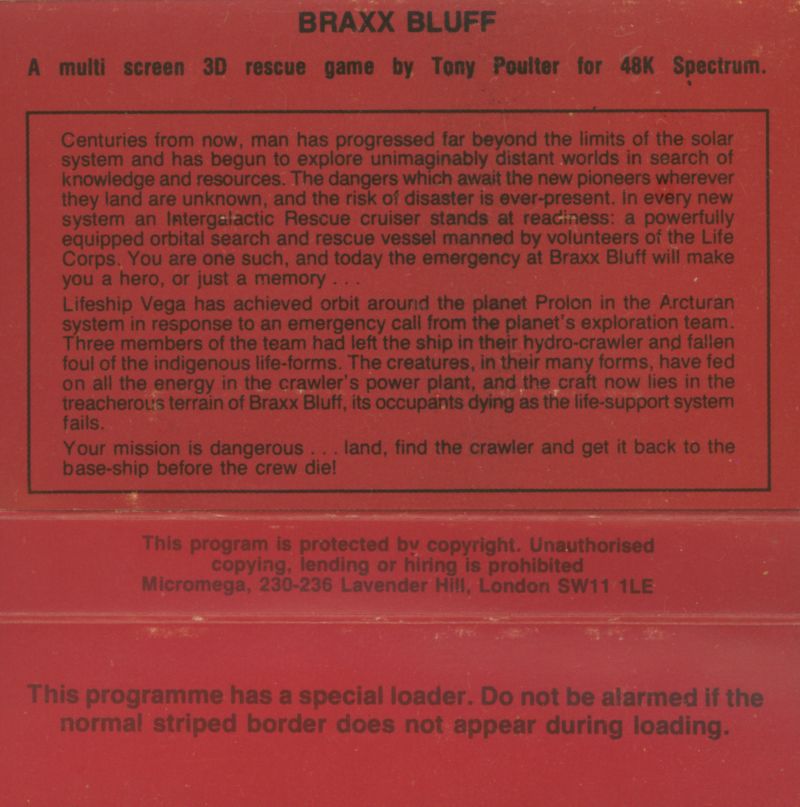 BRAXX BLUFF
A multi screen 3D rescue game by Tony Poulter for 48K Spectrum.
Centuries from now, man has progressed far beyond the limits of the solar
system and has begun to explore unimaginably distant worlds in search of
knowledge and resources. The dangers which await the new pioneers wherever
they land are unknown, and the risk of disaster is ever-present. In every new
system an Intergalactic Rescue cruiser stands at readiness: a powerfully
equipped orbital search and rescue vessel manned by volunteers of the Life
Corps. You are one such, and today the emergency at Braxx Bluff will make
you a hero, or just a memory . . .
Lifeship Vega has achieved orbit around the planet Prolon in the Arcturan
system in response to an emergency call from the planet's exploration team.
Three members of the team had left the ship in their hydro-crawler and fallen
foul of the indigenous life-forms. The creatures, in their many forms, have fed
on all the energy in the crawler's power plant, and the craft now lies in the
treacherous terrain of Braxx Bluff, its occupants dying as the life-support system
fails.
Your mission is dangerous . . . land, find the crawler and get it back to the
base-ship before the crew die!
This program is protected by copyright. Unauthorised
copying, lending or hiring is prohibited
Micromega, 230-236 Lavender Hill, London SW11 1LE
This programme has a special loader. Do not be alarmed if the
normal striped border does not appear during loading.